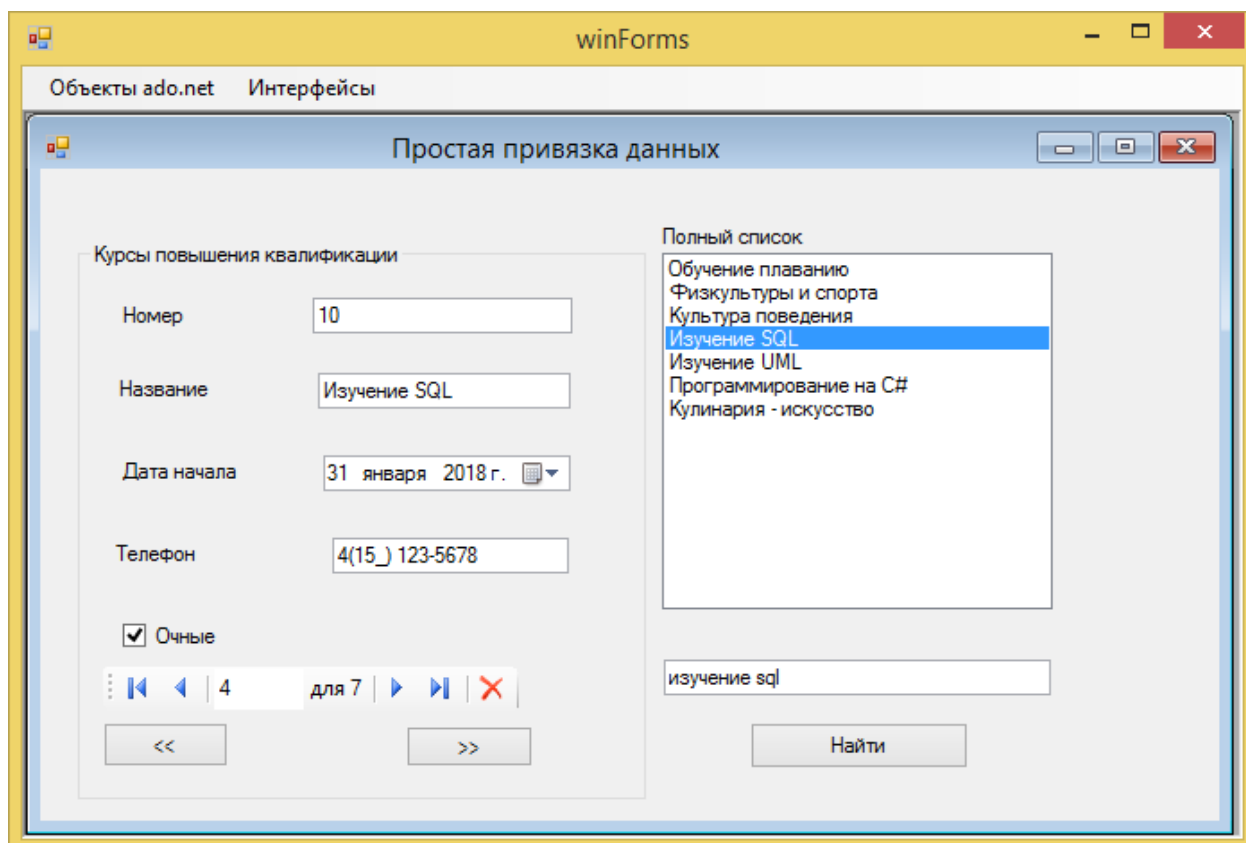 winForms
Объекты ado.net Интерфейсы
Простая привязка данных
Курсы повышения квалификации
Номер 10
Название Изучение SQL
Дата начала 31 января 2018 г.
Телефон 4(15_) 123-5678
Очные
4 для 7
<< >>
Полный список
Обучение плаванию
Физкультуры и спорта
Культура поведения
Изучение SQL
Изучение UML
Программирование на C#
Кулинария - искусство
изучение sql
Найти